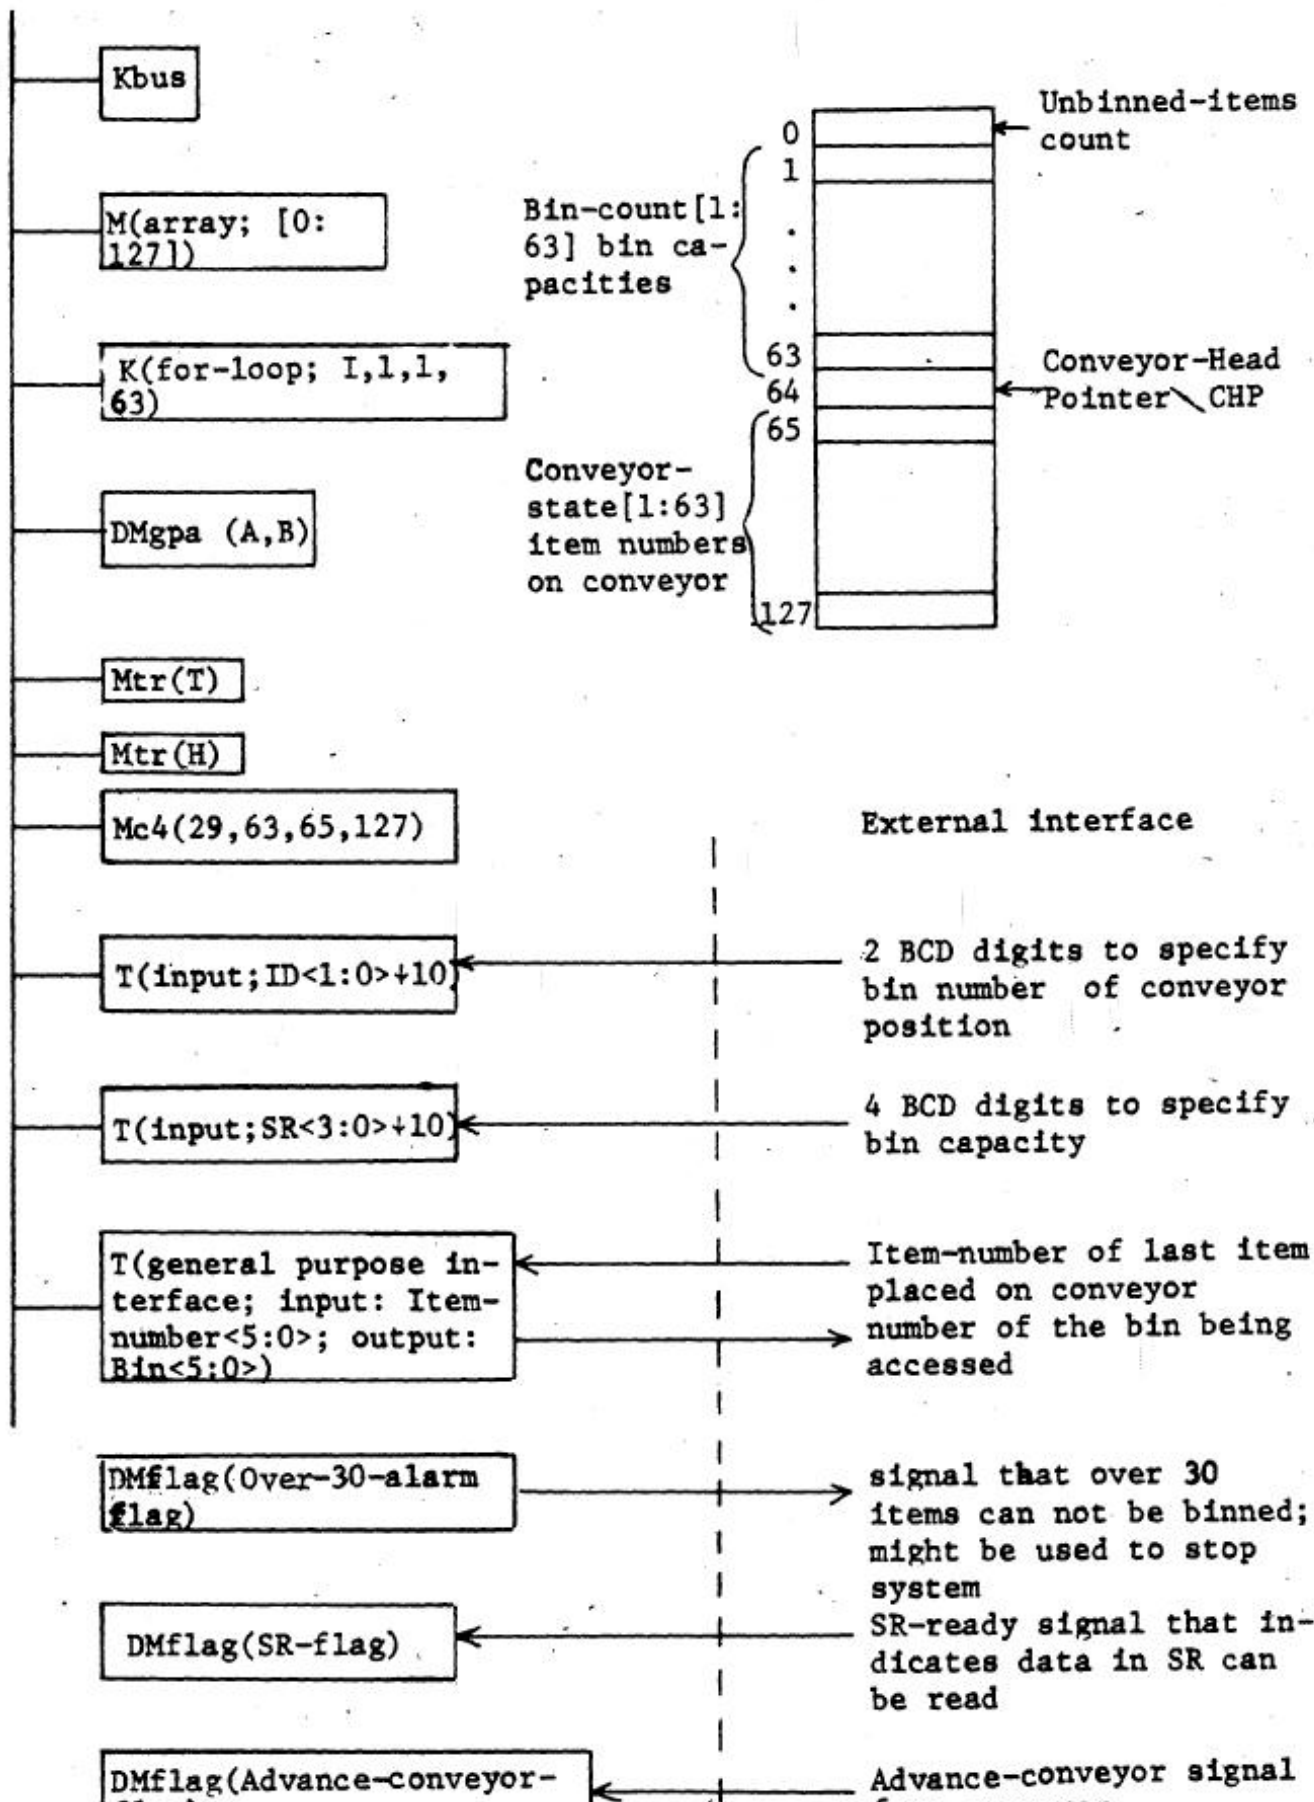 Kbus
M(array; [0:
127])
K(for-loop; I,1,1,
63)
DMgpa (A,B)
Mtr(T)
Mtr(H)
Mc4(29,63,65,127)
T(input;ID<1:0>↓10)
T(input;SR<3:0>↓10)
T(general purpose in-
terface; input: Item-
number<5:0>; output:
Bin<5:0>)
DMflag(Over-30-alarm
flag)
DMflag(SR-flag)
DMflag(Advance-conveyor-
Unbinned-items
count
0
1
.
.
.
63
64
65
127
Bin-count[1:
63] bin ca-
pacities
Conveyor-Head
Pointer\CHP
Conveyor-
state[1:63]
item numbers
on conveyor
External interface
2 BCD digits to specify
bin number of conveyor
position
4 BCD digits to specify
bin capacity
Item-number of last item
placed on conveyor
number of the bin being
accessed
signal that over 30
items can not be binned;
might be used to stop
system
SR-ready signal that in-
dicates data in SR can
be read
Advance-conveyor signal